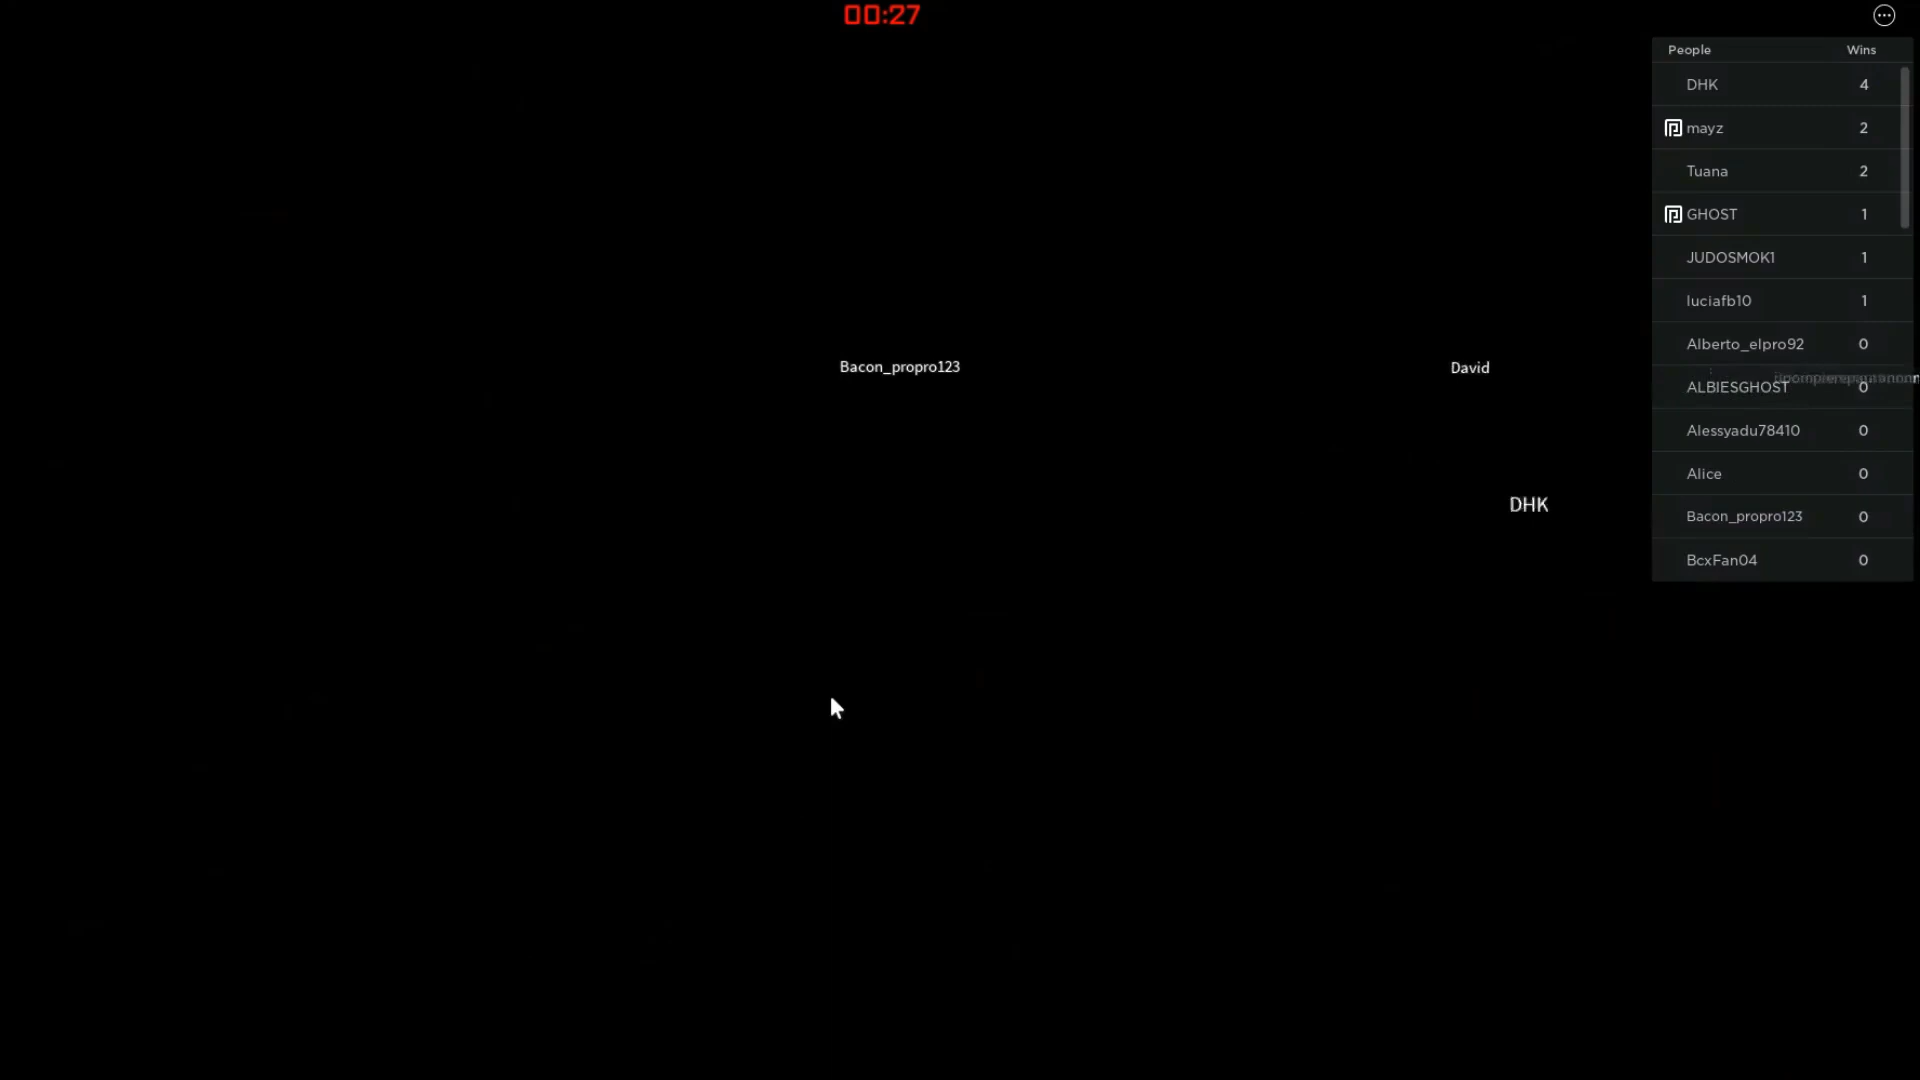 00:27
People Wins
DHK 4
mayz 2
Tuana 2
GHOST 1
JUDOSMOK1 1
luciafb10 1
Alberto_elpro92 0
ALBIESGHOST 0
Alessyadu78410 0
Alice 0
Bacon_propro123 0
BcxFan04 0
Bacon_propro123
David
DHK